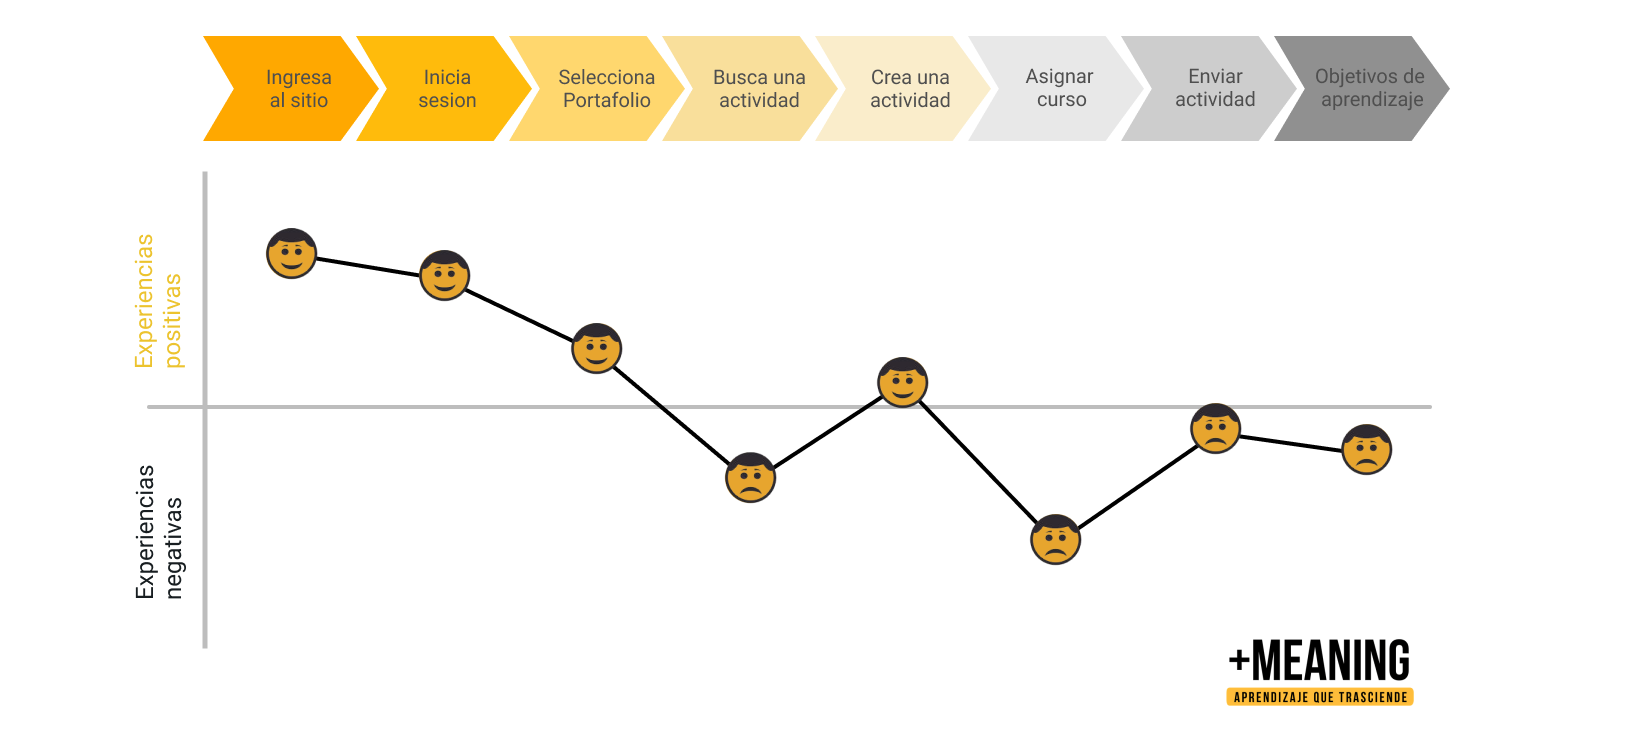 Ingresa
al sitio
Inicia
sesion
Selecciona
Portafolio
Busca una
actividad
Crea una
actividad
Asignar
curso
Enviar
actividad
Objetivos de
aprendizaje
Experiencias
positivas
Experiencias
negativas
+MEANING
APRENDIZAJE QUE TRASCIENDE